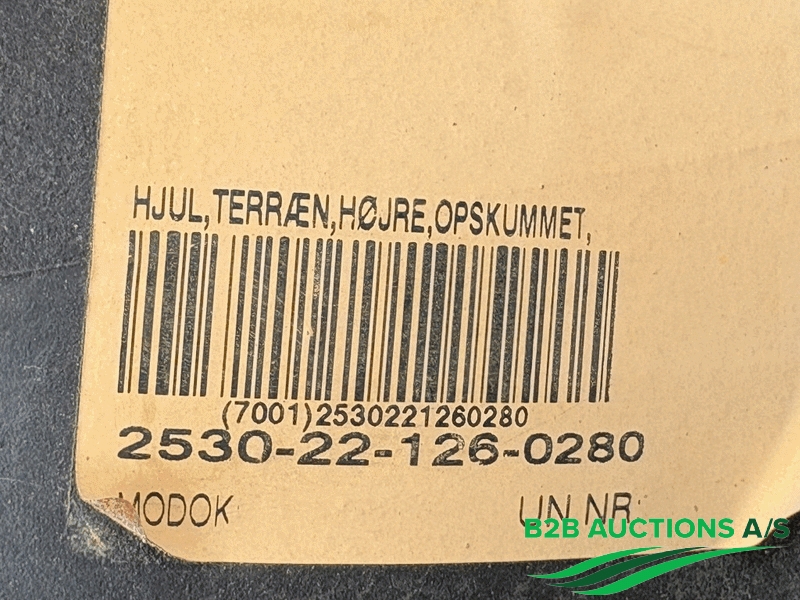 HJUL,TERRÆN,HØJRE,OPSKUMMET,
(7001)2530221260280
2530-22-126-0280
MODOK UN NR
B2B AUCTIONS A/S